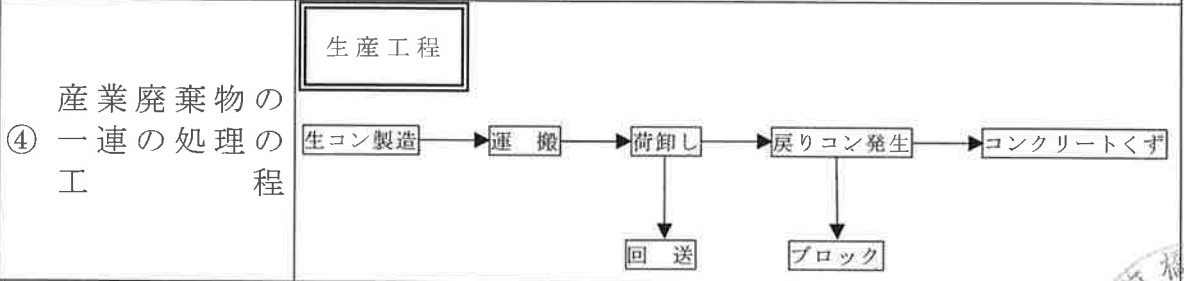 ④ 産業廃棄物の
一連の処理の
工程
生産工程
生コン製造 運搬 荷卸し 戻りコン発生 コンクリートくず
回送 ブロック